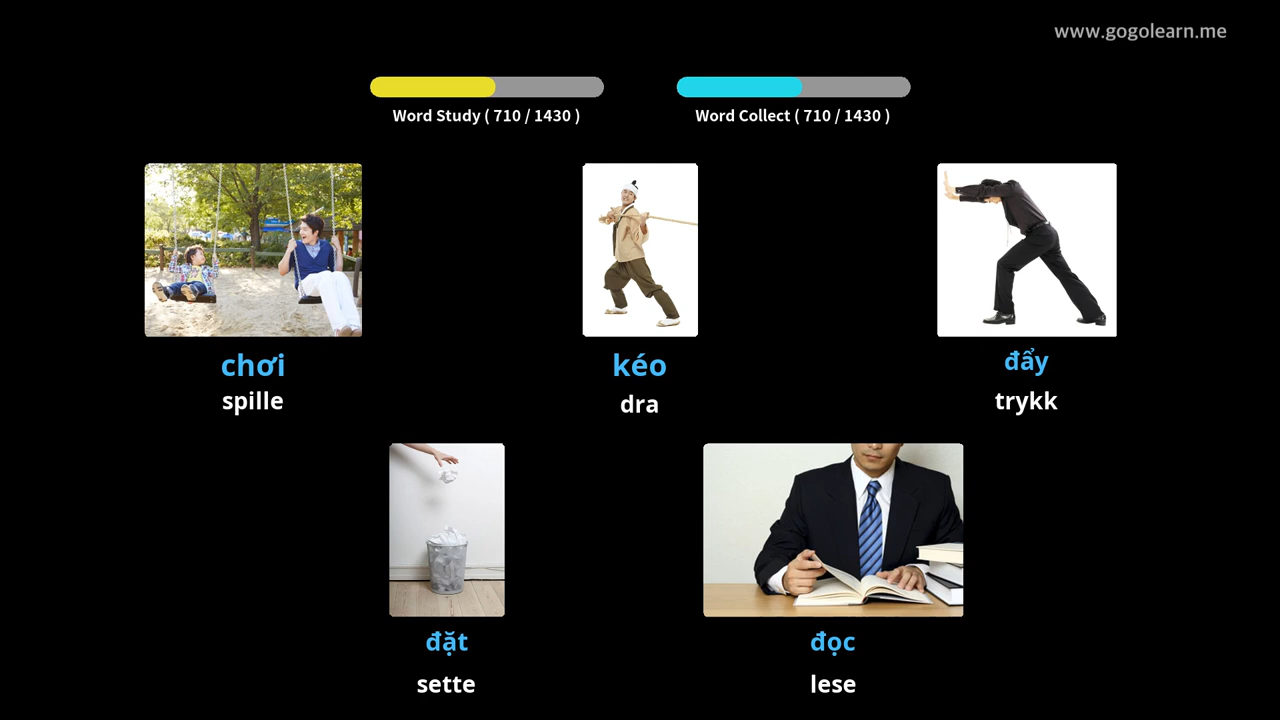 www.gogolearn.me
Word Study ( 710 / 1430 )
Word Collect ( 710 / 1430 )
chơi
spille
kéo
dra
đẩy
trykk
đặt
sette
đọc
lese